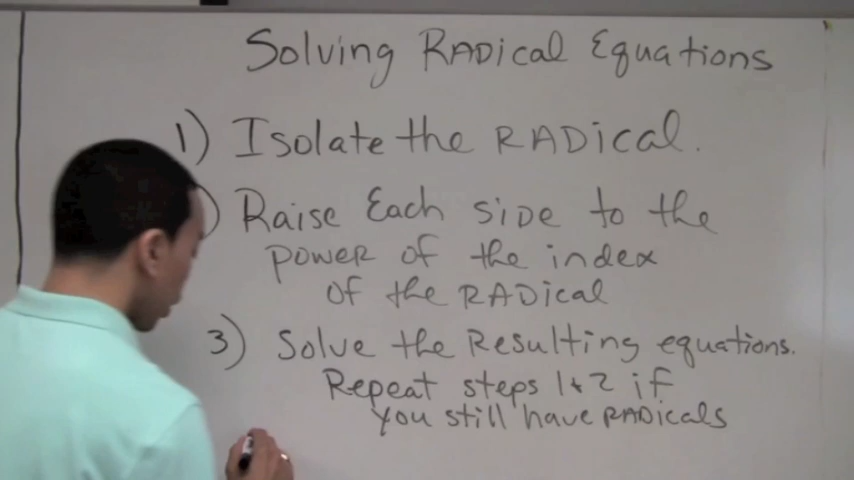 Solving RADical Equations
1) Isolate the RADical.
) Raise Each side to the
power of the index
of the RADical
3) Solve the Resulting equations.
Repeat steps 1 & 2 if
you still have RADicals